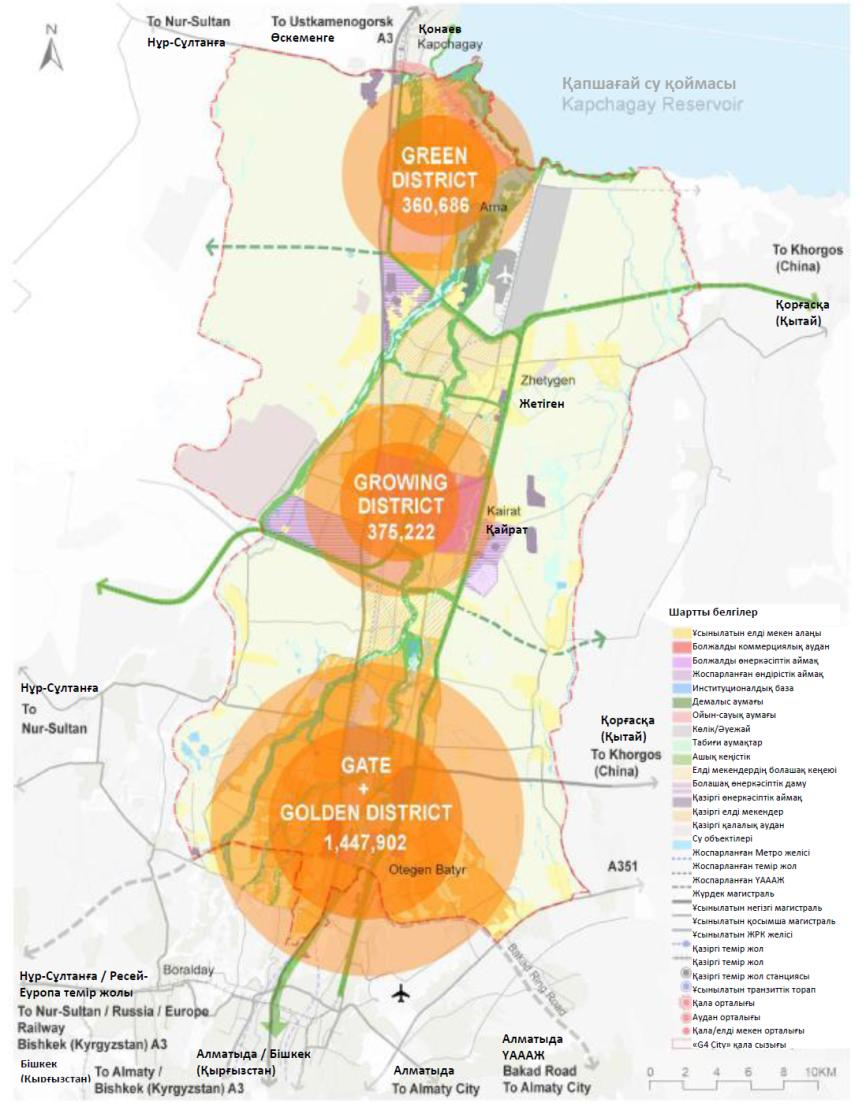 N
To Nur-Sultan
Нұр-Сұлтанға
To Ustkamenogorsk
Өскеменге
A3
Қонаев
Kapchagay
Қапшағай су қоймасы
Kapchagay Reservoir
GREEN
DISTRICT
360,686
Arna
To Khorgos
(China)
Қорғасқа
(Қытай)
Zhetygen
Жетіген
GROWING
DISTRICT
375,222
Kairat
Қайрат
Нұр-Сұлтанға
To
Nur-Sultan
Қорғасқа
(Қытай)
To Khorgos
(China)
GATE
+
GOLDEN DISTRICT
1,447,902
Otegen Batyr
A351
Boralday
Bakad Ring Road
Нұр-Сұлтанға / Ресей-
Еуропа темір жолы
To Nur-Sultan / Russia / Europe
Railway
Bishkek (Kyrgyzstan) A3
Бішкек
(Қырғызстан)
To Almaty /
Bishkek (Kyrgyzstan) A3
Алматыда / Бішкек
(Қырғызстан)
Алматыда
To Almaty City
Алматыда
ҮАААЖ
Bakad Road
To Almaty City
Шартты белгілер
Ұсынылатын елді мекен алаңы
Болжалды коммерциялық аудан
Болжалды өнеркәсіптік аймақ
Жоспарланған өндірістік аймақ
Институционалдық база
Демалыс аумағы
Ойын-сауық аумағы
Көлік/Әуежай
Табиғи аумақтар
Ашық кеңістік
Елді мекендердің болашақ кеңеюі
Болашақ өнеркәсіптік даму
Қазіргі өнеркәсіптік аймақ
Қазіргі елді мекендер
Қазіргі қалалық аудан
Су объектілері
Жоспарланған Метро желісі
Жоспарланған темір жол
Жоспарланған ҮАААЖ
Жүрдек магистраль
Ұсынылатын негізгі магистраль
Ұсынылатын қосымша магистраль
Ұсынылатын ЖРК желісі
Қазіргі темір жол
Қазіргі темір жол
Қазіргі темір жол станциясы
Ұсынылатын транзиттік торап
Қала орталығы
Аудан орталығы
Қала/елді мекен орталығы
«G4 City» қала сызығы
0 2 4 6 8 10KM